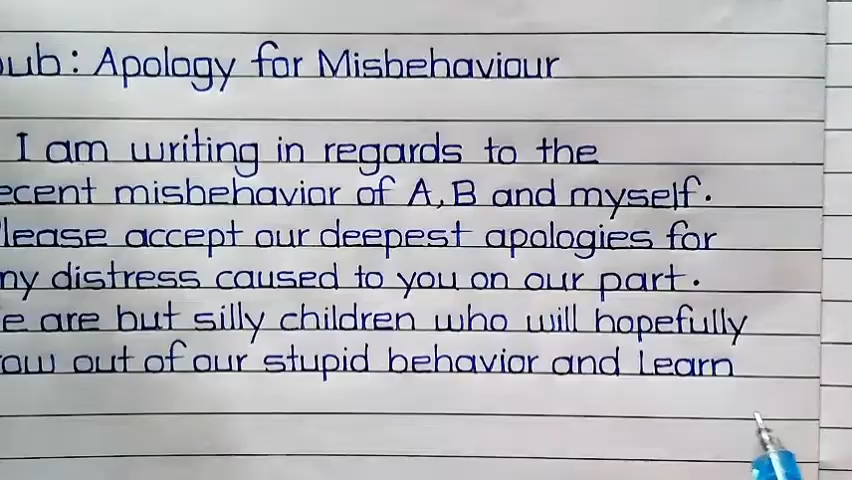 ub: Apology for Misbehaviour
I am writing in regards to the
ecent misbehavior of A, B and myself.
lease accept our deepest apologies for
ny distress caused to you on our part.
e are but silly children who will hopefully
row out of our stupid behavior and Learn